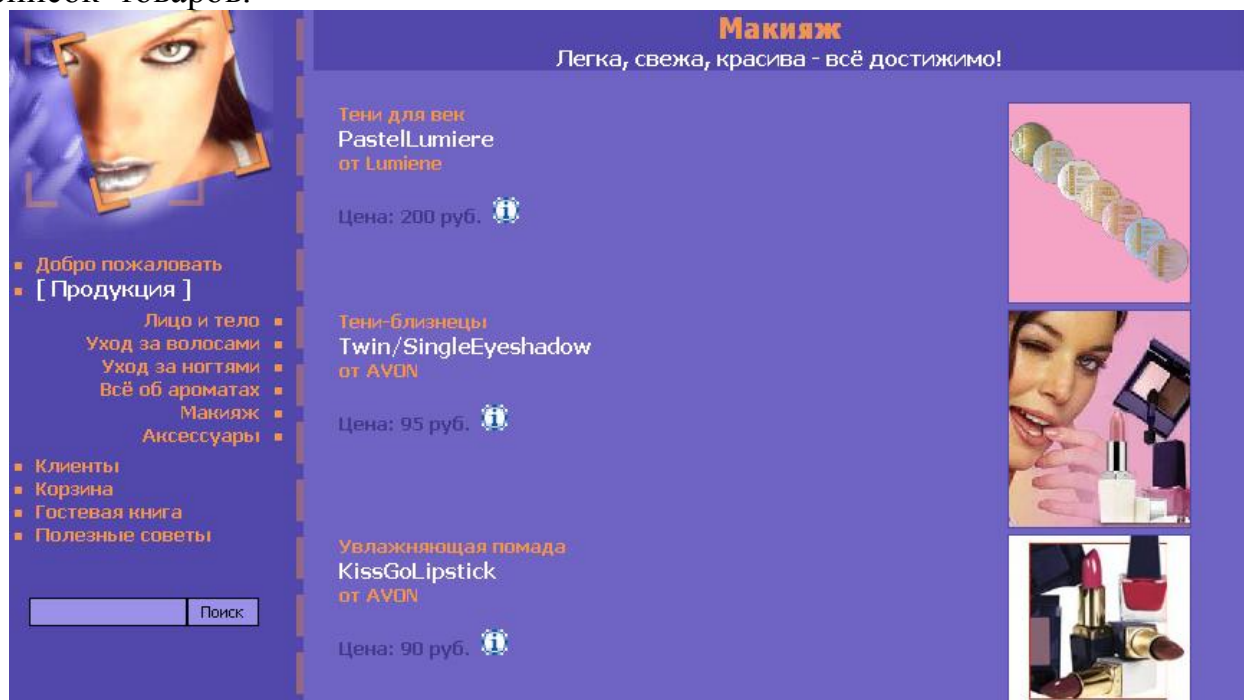 список товаров.
Макияж
Легка, свежа, красива - всё достижимо!
Добро пожаловать
[ Продукция ]
Лицо и тело
Уход за волосами
Уход за ногтями
Всё об ароматах
Макияж
Аксессуары
Клиенты
Корзина
Гостевая книга
Полезные советы
Поиск
Тени для век
PastelLumiere
от Lumiene
Цена: 200 руб.
Тени-близнецы
Twin/SingleEyeshadow
от AVON
Цена: 95 руб.
Увлажняющая помада
KissGoLipstick
от AVON
Цена: 90 руб.